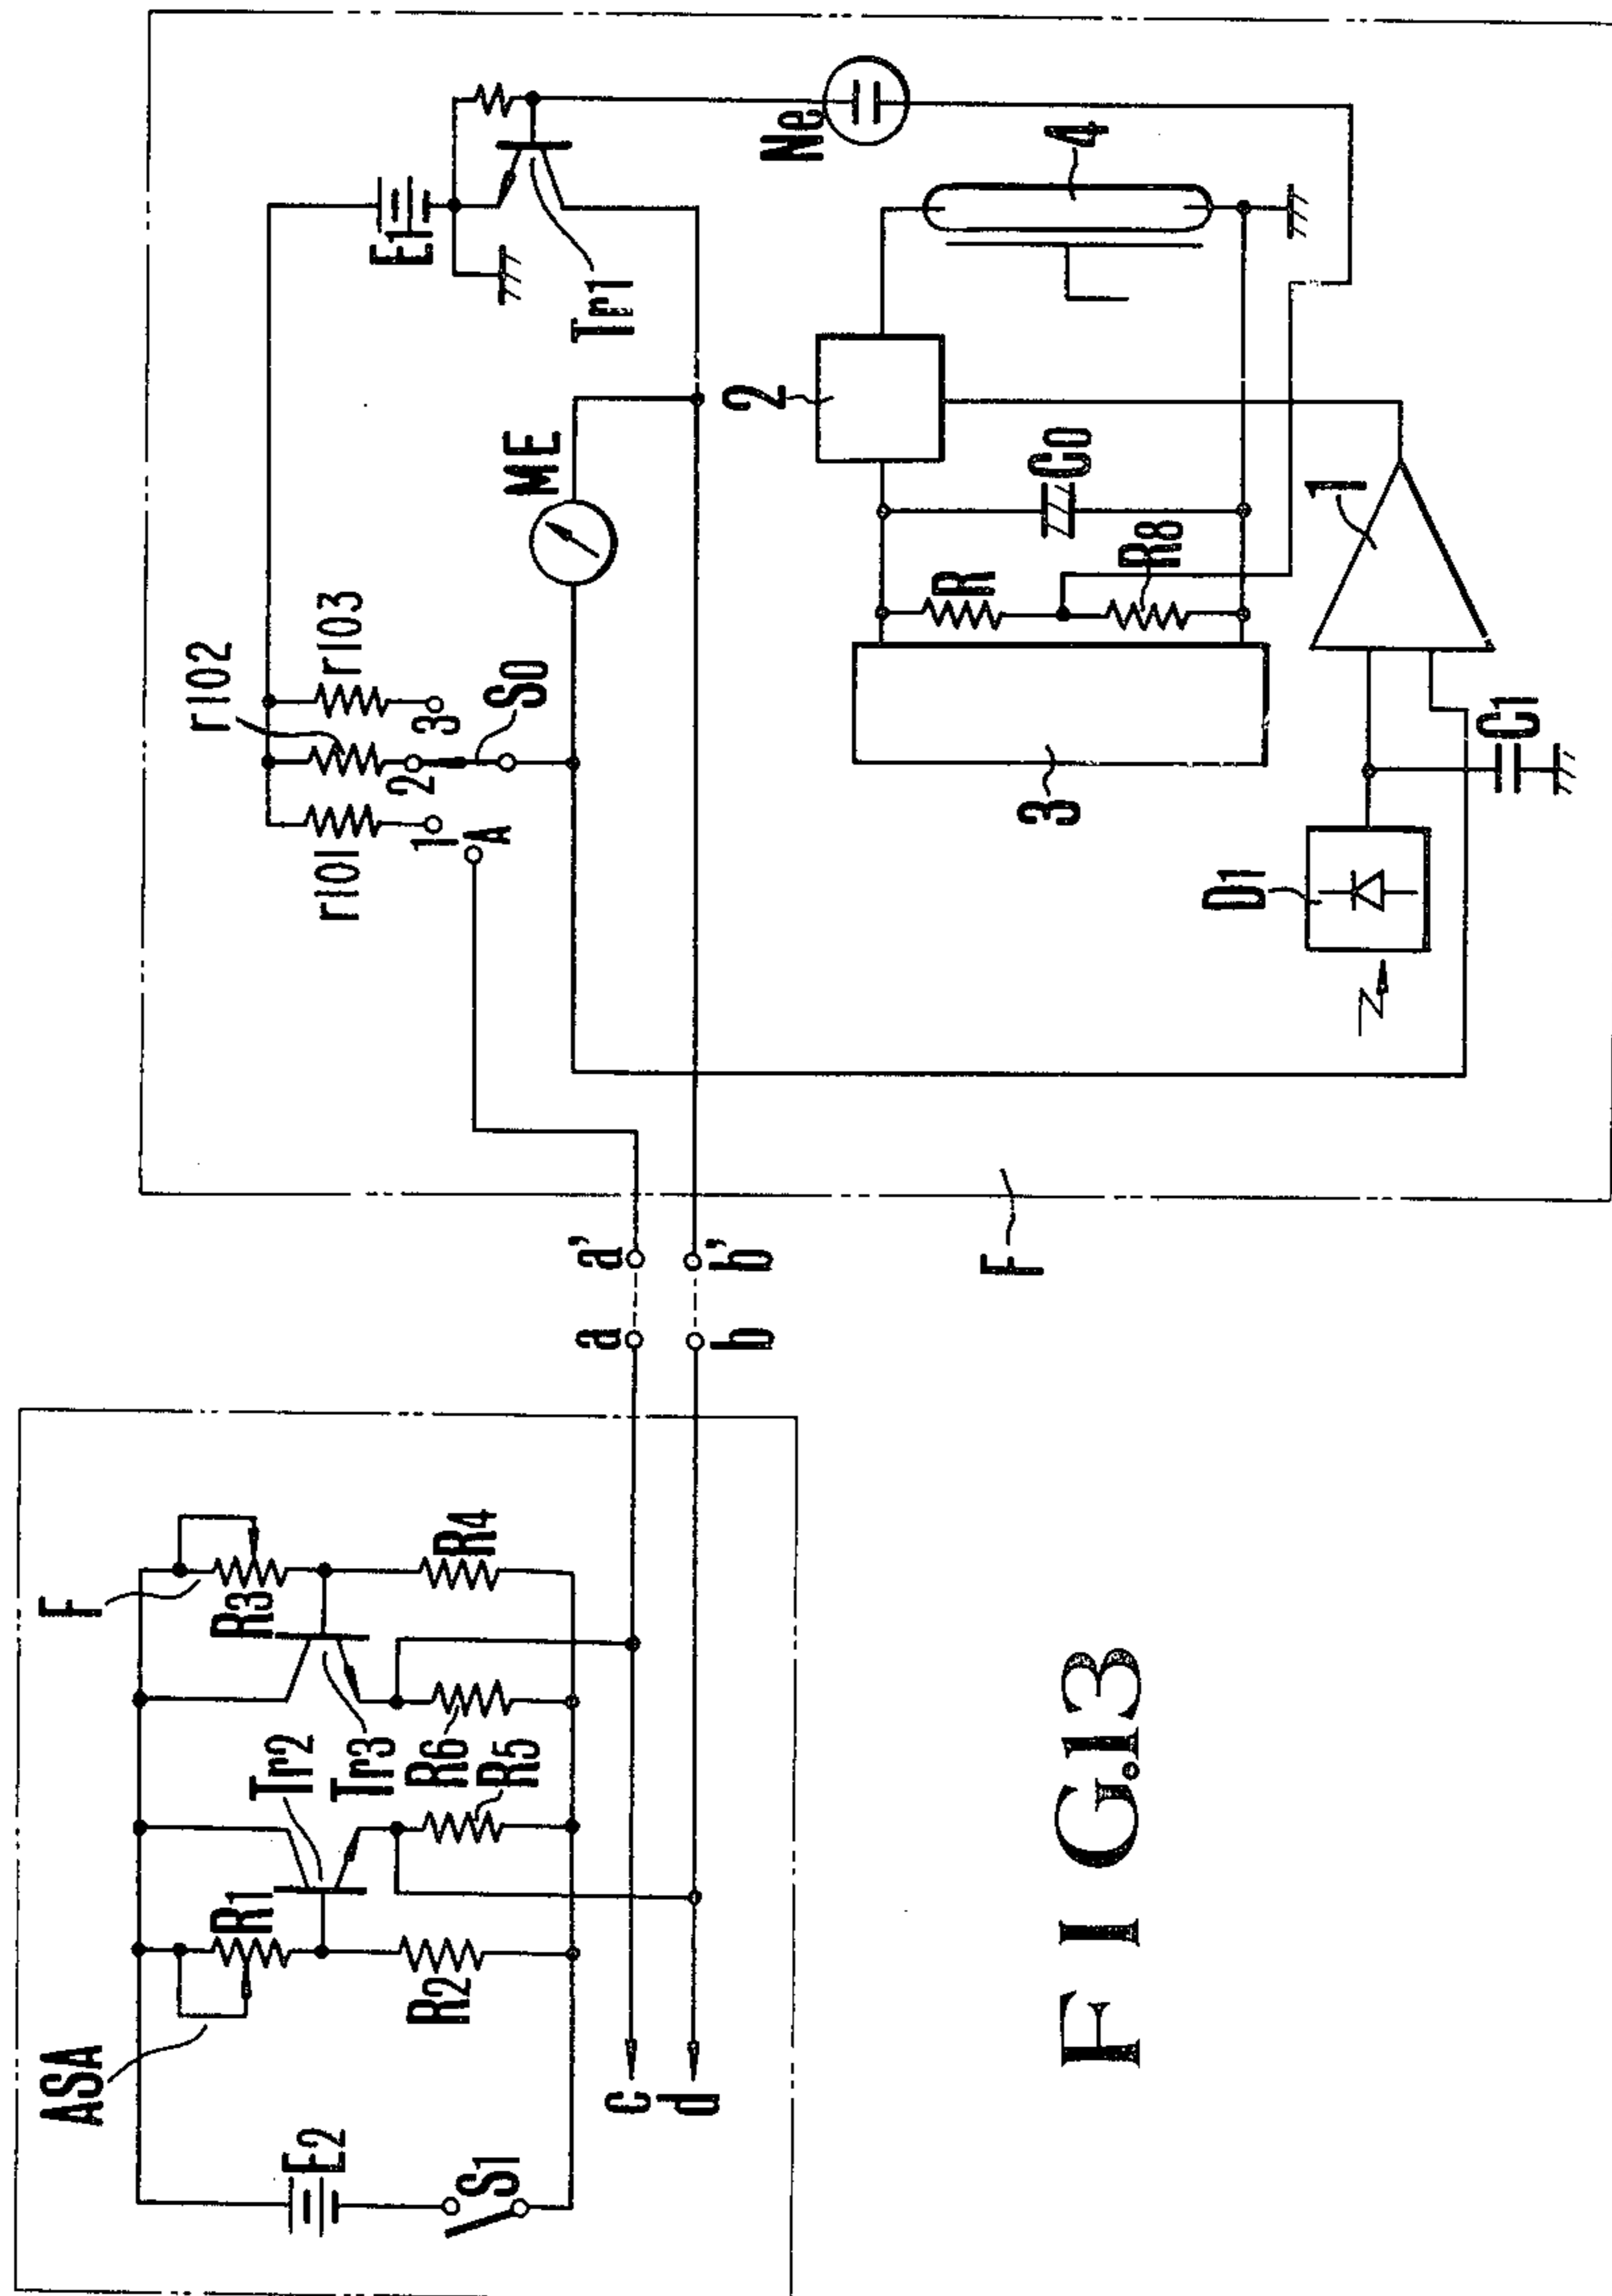 ASA
E2
S1
R1
R2
Tr2
Tr3
F
R3
R4
R6
R5
c
d
a
a'
b
b'
F
r101
r102
r103
1
2
3
A
S0
ME
E1
Tr1
Ne
2
C0
R
R8
3
4
D1
C1
1
FIG.13